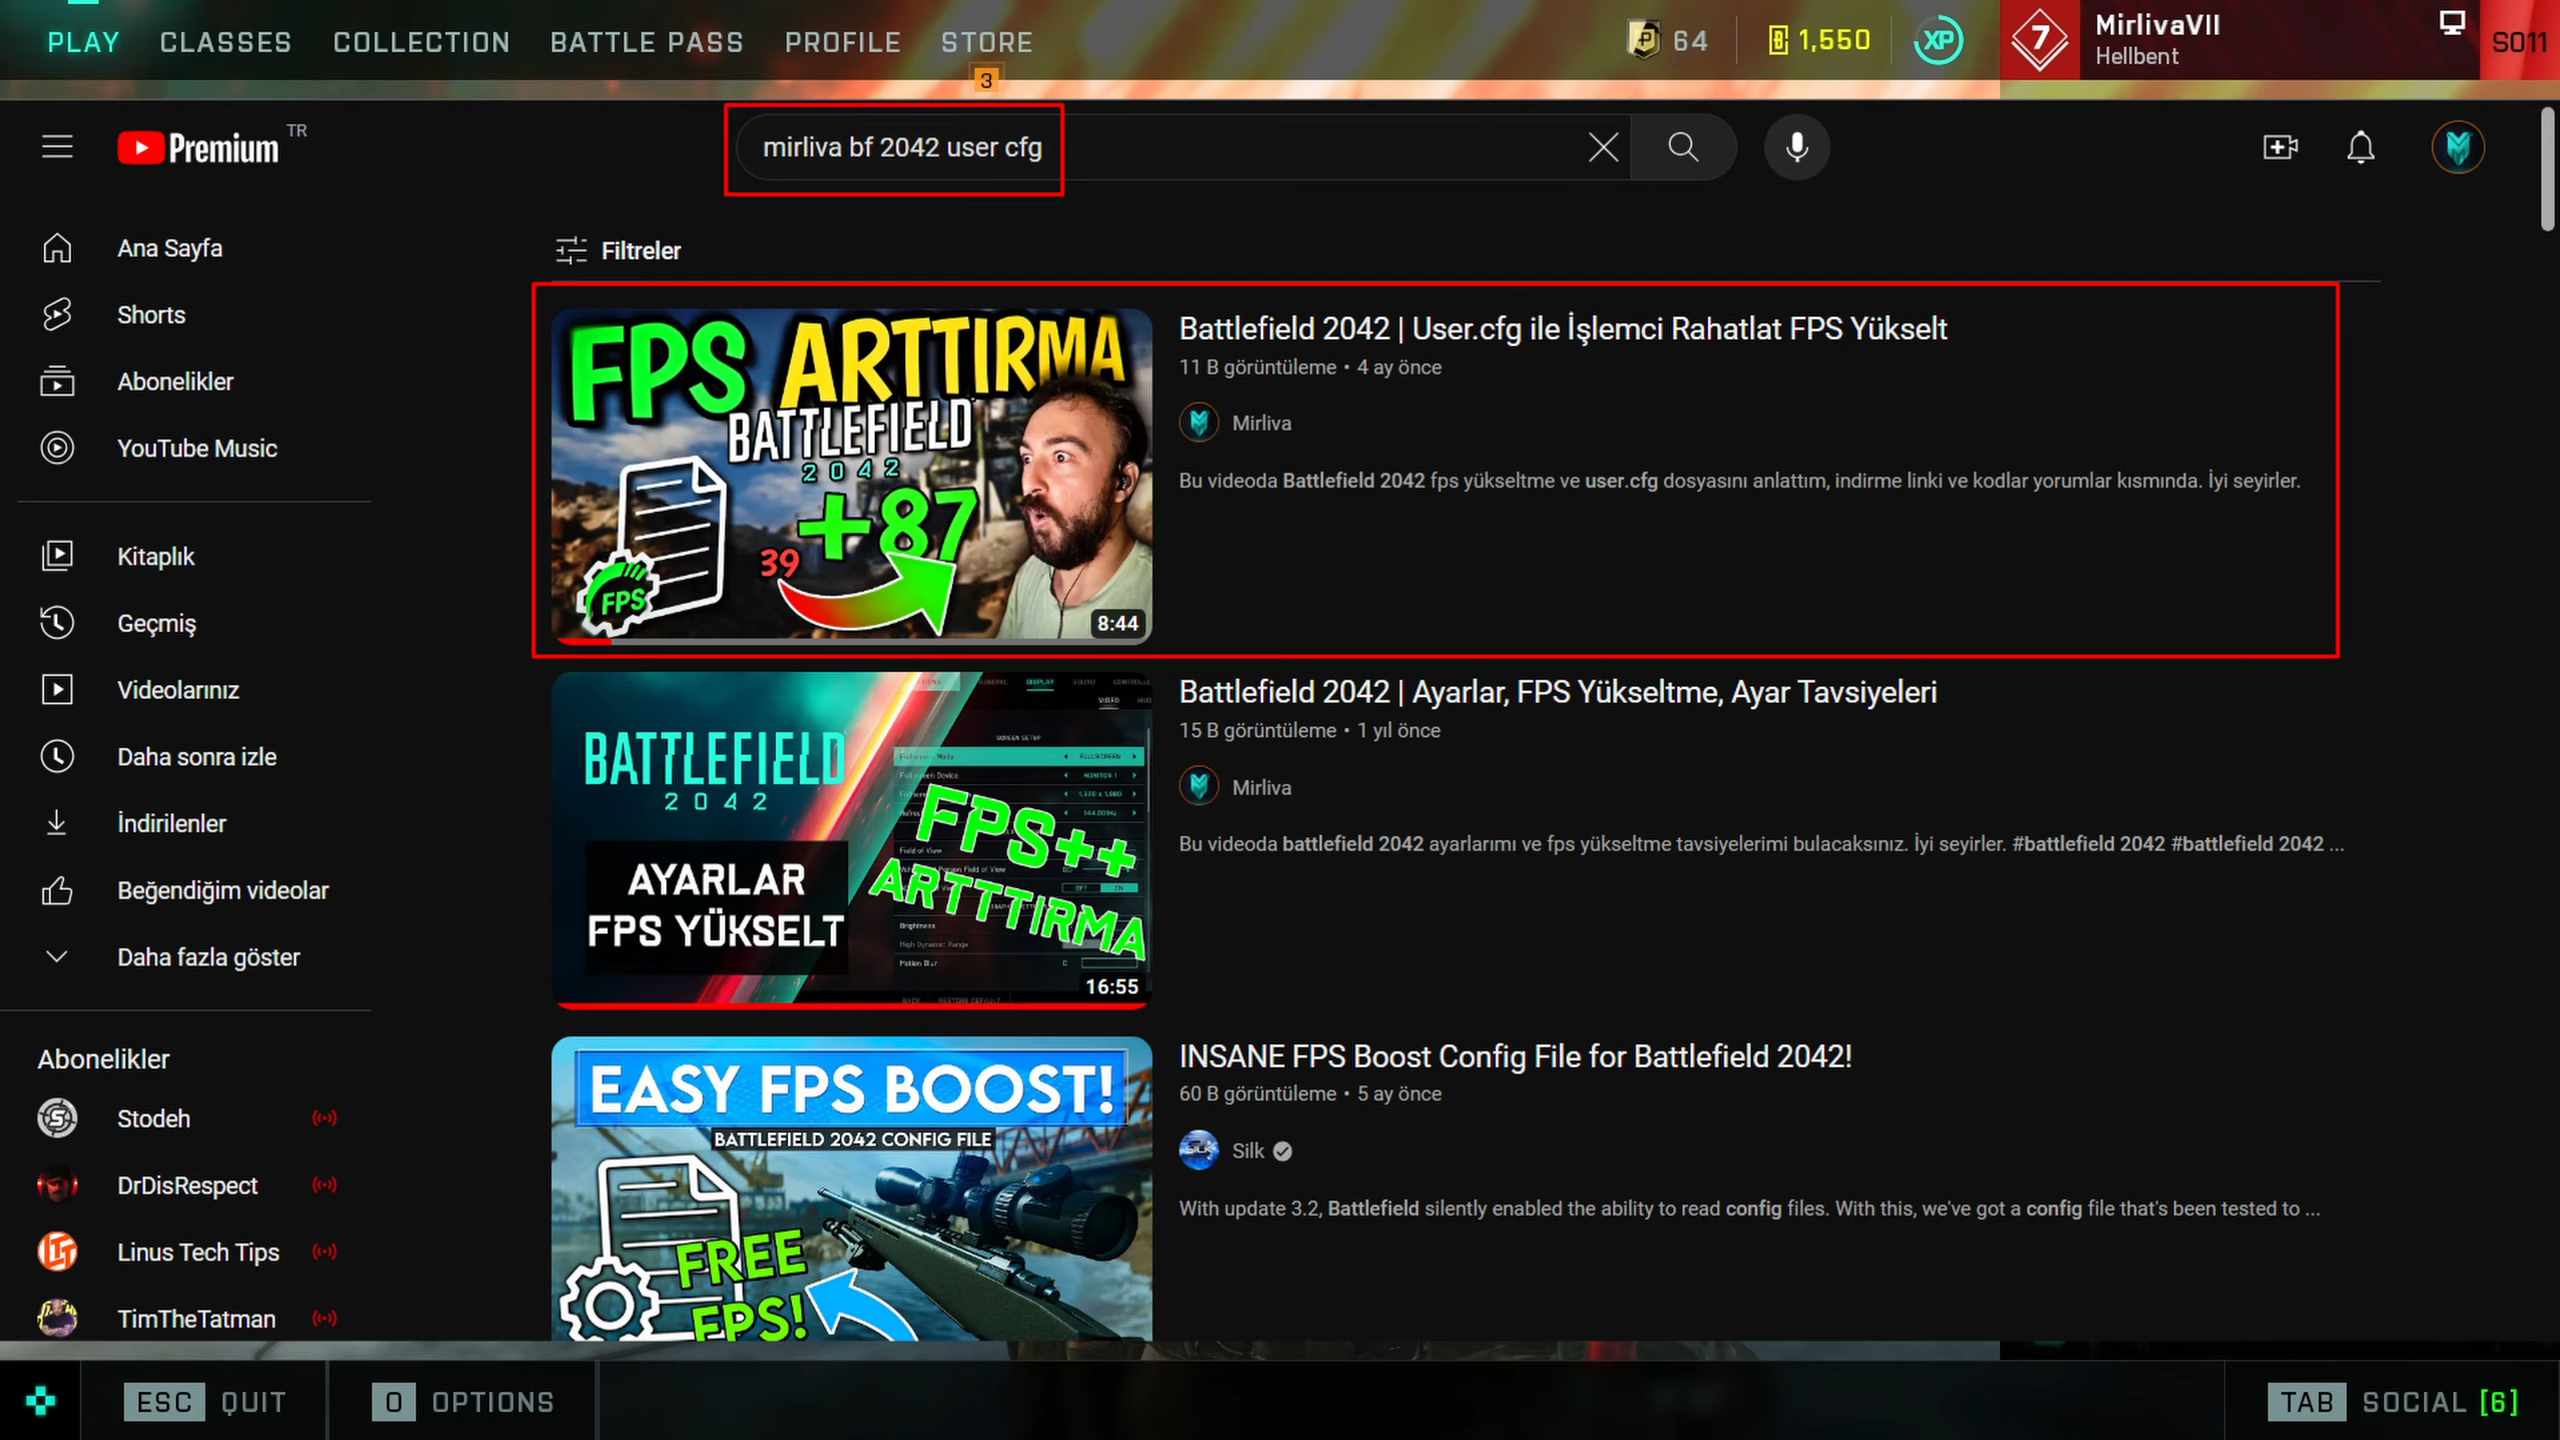 PLAY CLASSES COLLECTION BATTLE PASS PROFILE STORE
3
64
1,550
XP
7
MirlivaVII
Hellbent
S011
Premium TR
mirliva bf 2042 user cfg
Ana Sayfa
Shorts
Abonelikler
YouTube Music
Kitaplık
Geçmiş
Videolarınız
Daha sonra izle
İndirilenler
Beğendiğim videolar
Daha fazla göster
Abonelikler
Stodeh
DrDisRespect
Linus Tech Tips
TimTheTatman
Filtreler
FPS ARTTIRMA
BATTLEFIELD
2042
+87
39
FPS
8:44
Battlefield 2042 | User.cfg ile İşlemci Rahatlat FPS Yükselt
11 B görüntüleme • 4 ay önce
Mirliva
Bu videoda Battlefield 2042 fps yükseltme ve user.cfg dosyasını anlattım, indirme linki ve kodlar yorumlar kısmında. İyi seyirler.
BATTLEFIELD
2042
AYARLAR
FPS YÜKSELT
FPS++
ARTTTIRMA
DISPLAY
SCREEN SETUP
Brightness
High Dynamic Range
Motion Blur
16:55
Battlefield 2042 | Ayarlar, FPS Yükseltme, Ayar Tavsiyeleri
15 B görüntüleme • 1 yıl önce
Mirliva
Bu videoda battlefield 2042 ayarlarımı ve fps yükseltme tavsiyelerimi bulacaksınız. İyi seyirler. #battlefield 2042 #battlefield 2042 ...
EASY FPS BOOST!
BATTLEFIELD 2042 CONFIG FILE
FREE
FPS!
INSANE FPS Boost Config File for Battlefield 2042!
60 B görüntüleme • 5 ay önce
Silk
With update 3.2, Battlefield silently enabled the ability to read config files. With this, we've got a config file that's been tested to ...
ESC QUIT
O OPTIONS
TAB SOCIAL [6]